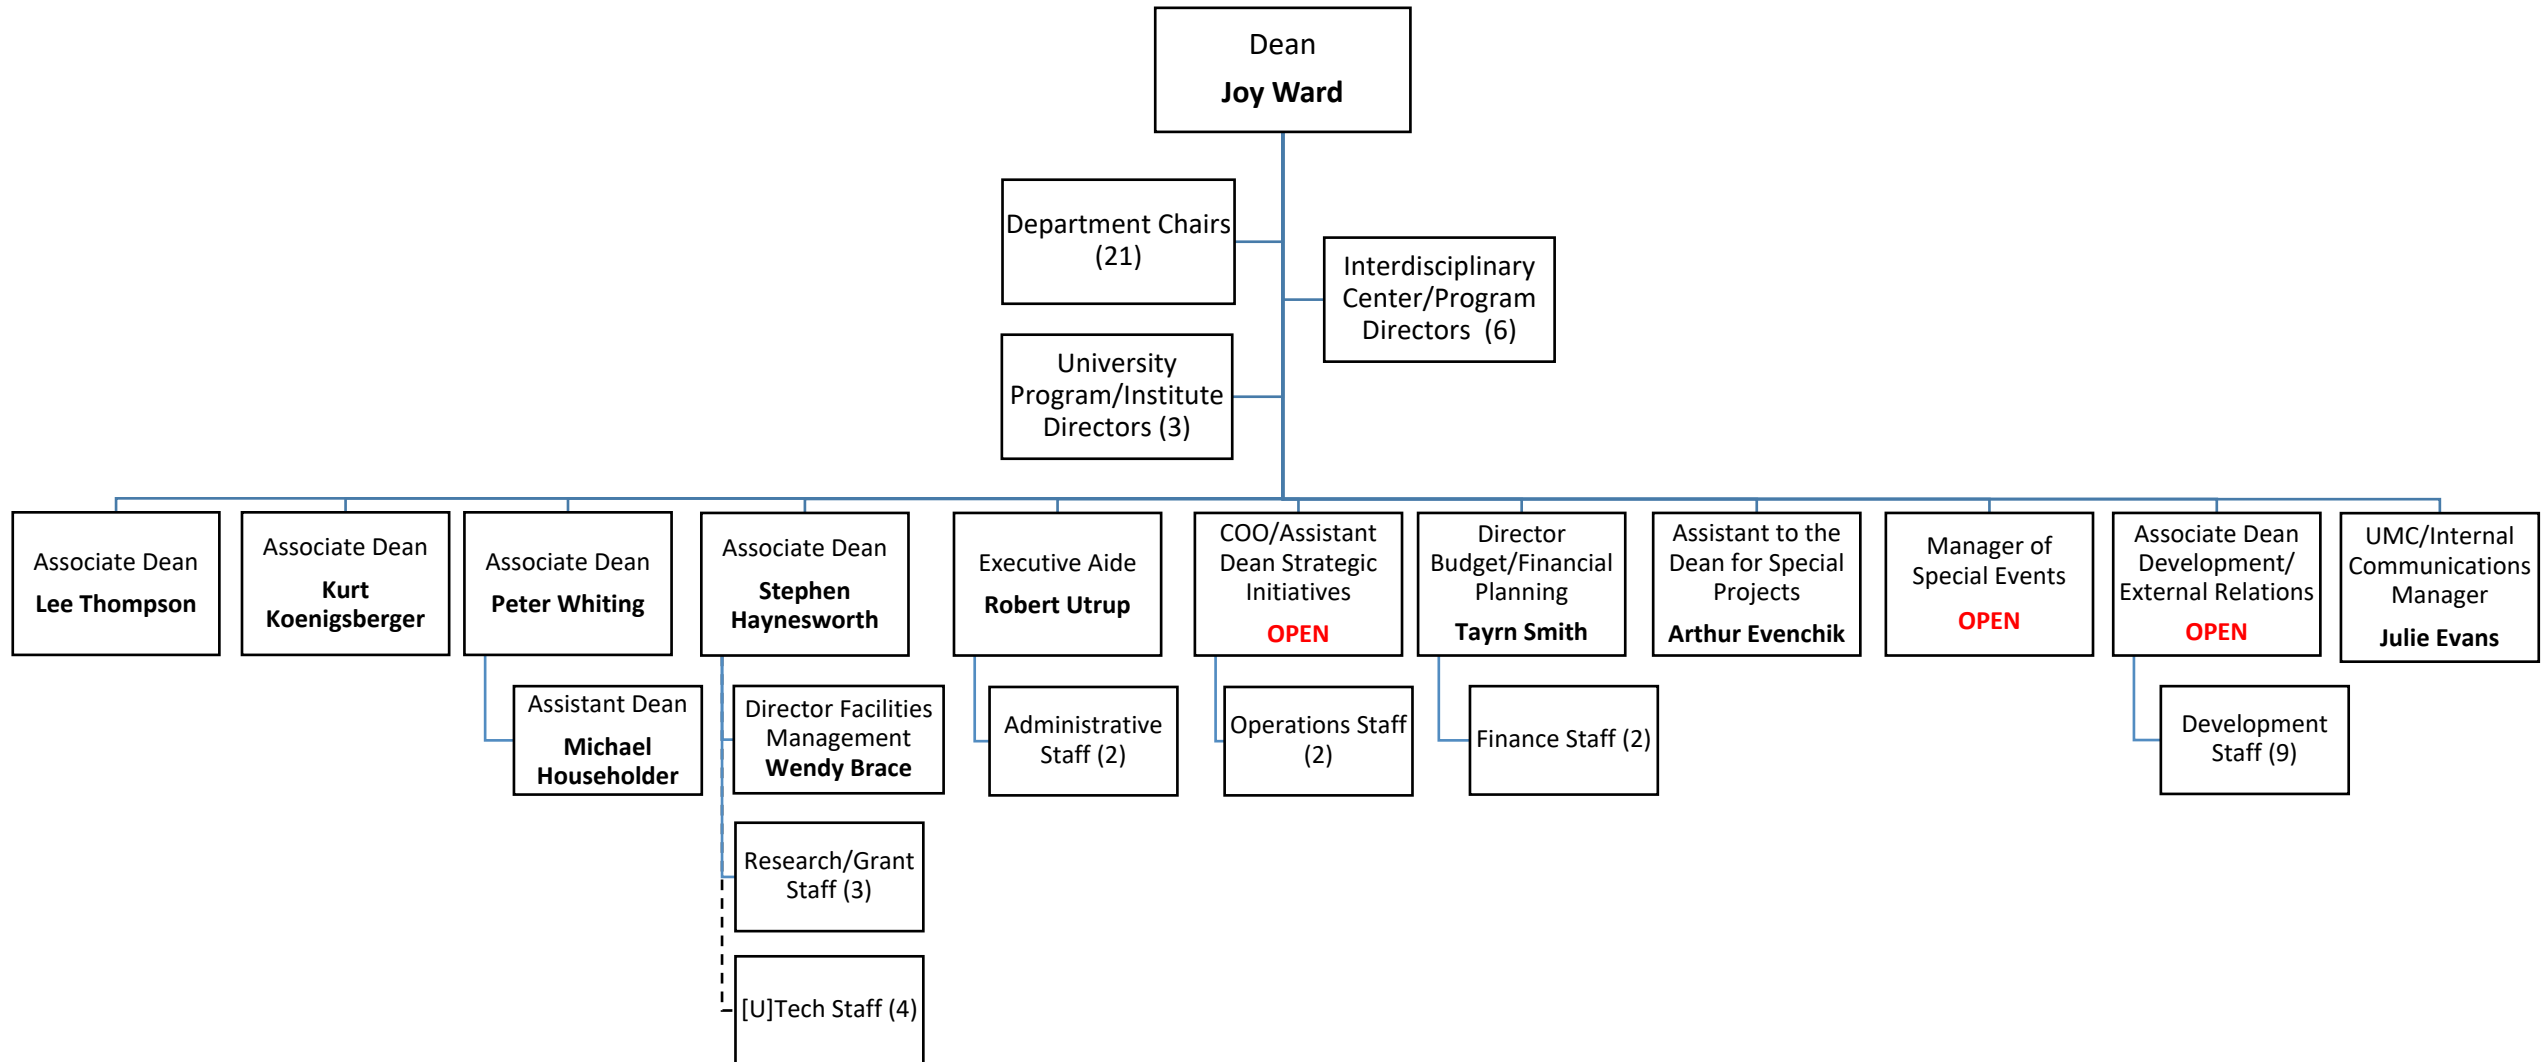 Dean
Joy Ward
Department Chairs
(21)
Interdisciplinary
Center/Program
Directors  (6)
University
Program/Institute
Directors (3)
Associate Dean
Lee Thompson
Associate Dean
Kurt
Koenigsberger
Associate Dean
Peter Whiting
Associate Dean
Stephen
Haynesworth
Executive Aide
Robert Utrup
COO/Assistant
Dean Strategic
Initiatives
OPEN
Director
Budget/Financial
Planning
Tayrn Smith
Assistant to the
Dean for Special
Projects
Arthur Evenchik
Manager of
Special Events
OPEN
Associate Dean
Development/
External Relations
OPEN
UMC/Internal
Communications
Manager
Julie Evans
Assistant Dean
Michael
Householder
Director Facilities
Management
Wendy Brace
Administrative
Staff (2)
Operations Staff
(2)
Finance Staff (2)
Development
Staff (9)
Research/Grant
Staff (3)
[U]Tech Staff (4)